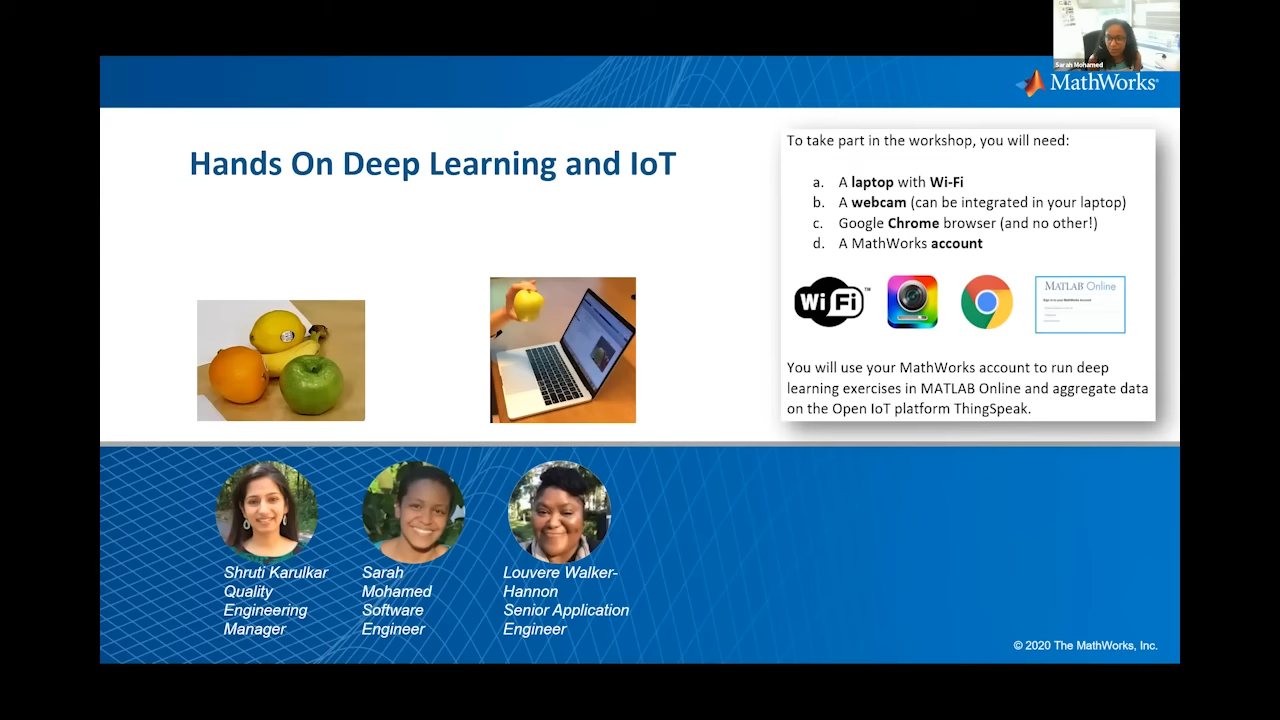 Sarah Mohamed
MathWorks®
Hands On Deep Learning and IoT
To take part in the workshop, you will need:
a. A laptop with Wi-Fi
b. A webcam (can be integrated in your laptop)
c. Google Chrome browser (and no other!)
d. A MathWorks account
Wi Fi™
MATLAB Online
You will use your MathWorks account to run deep
learning exercises in MATLAB Online and aggregate data
on the Open IoT platform ThingSpeak.
Shruti Karulkar
Quality
Engineering
Manager
Sarah
Mohamed
Software
Engineer
Louvere Walker-
Hannon
Senior Application
Engineer
© 2020 The MathWorks, Inc.